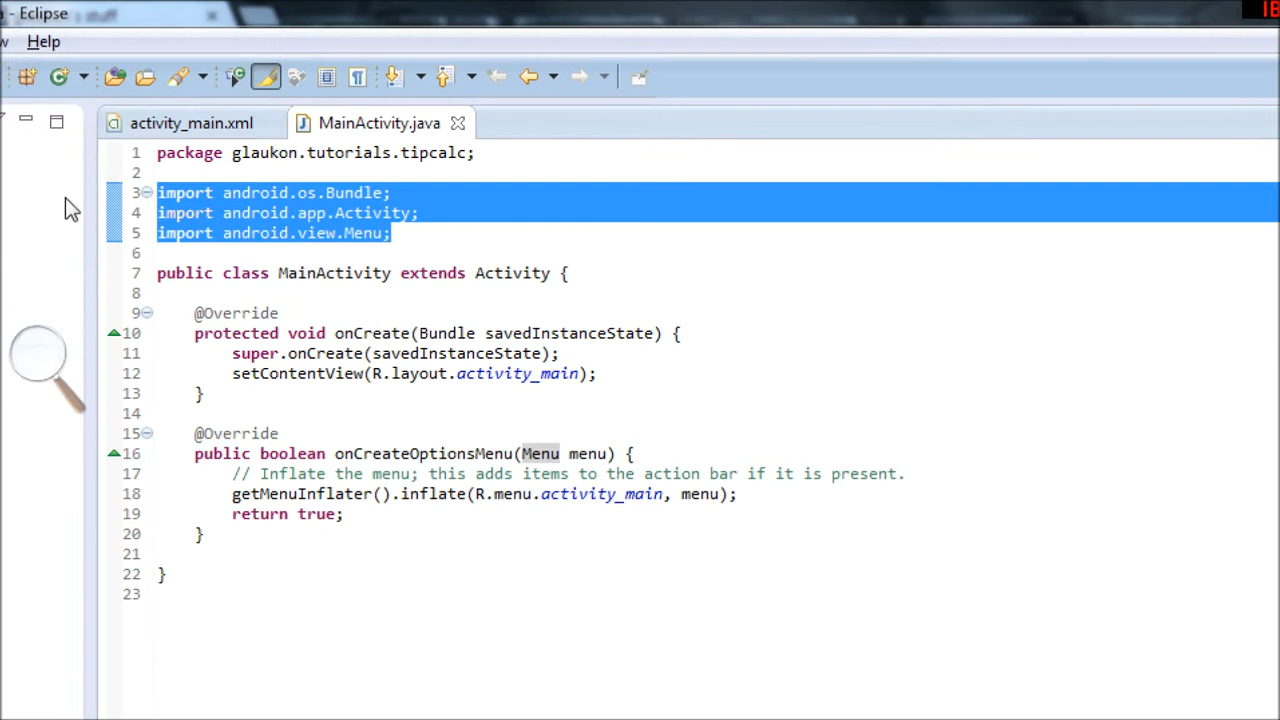 - Eclipse
Help
activity_main.xml
MainActivity.java
1 package glaukon.tutorials.tipcalc;
2
3 import android.os.Bundle;
4 import android.app.Activity;
5 import android.view.Menu;
6
7 public class MainActivity extends Activity {
8
9 @Override
10 protected void onCreate(Bundle savedInstanceState) {
11 super.onCreate(savedInstanceState);
12 setContentView(R.layout.activity_main);
13 }
14
15 @Override
16 public boolean onCreateOptionsMenu(Menu menu) {
17 // Inflate the menu; this adds items to the action bar if it is present.
18 getMenuInflater().inflate(R.menu.activity_main, menu);
19 return true;
20 }
21
22 }
23